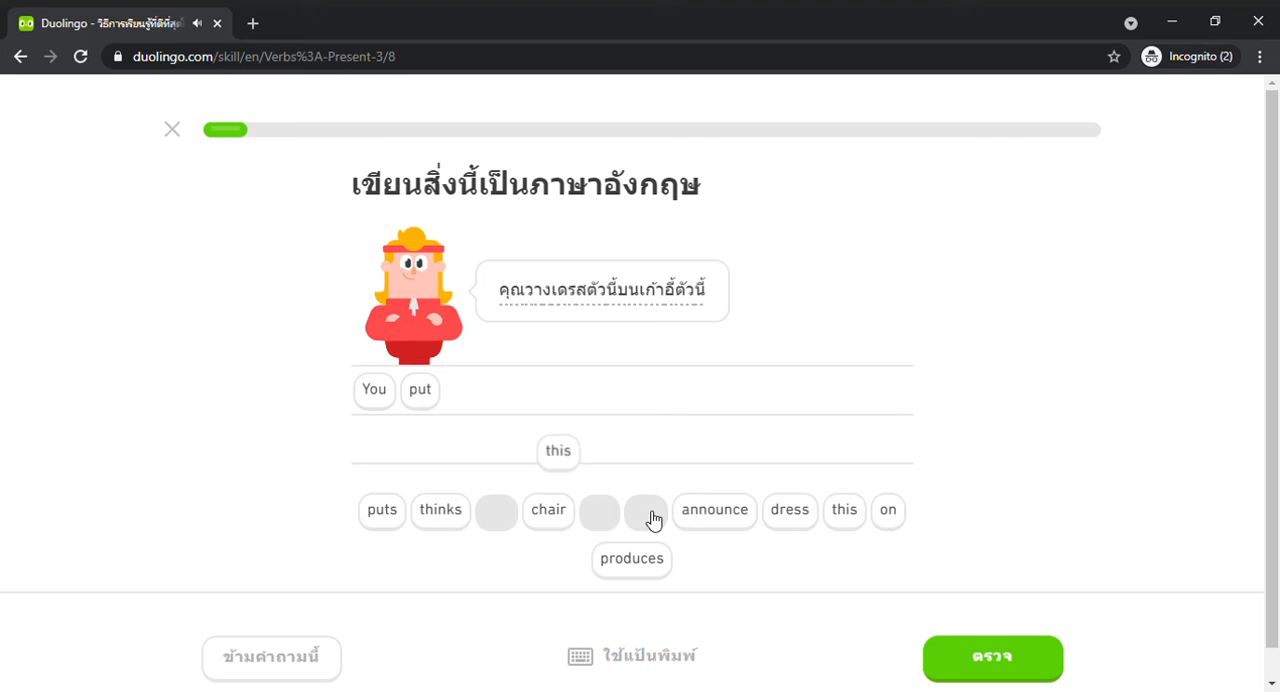 Duolingo - วิธีการเรียนรู้ที่ดีที่สุด
duolingo.com/skill/en/Verbs%3A-Present-3/8
Incognito (2)
เขียนสิ่งนี้เป็นภาษาอังกฤษ
คุณวางเดรสตัวนี้บนเก้าอี้ตัวนี้
You put
this
puts thinks chair announce dress this on
produces
ข้ามคำถามนี้ ใช้แป้นพิมพ์ ตรวจ